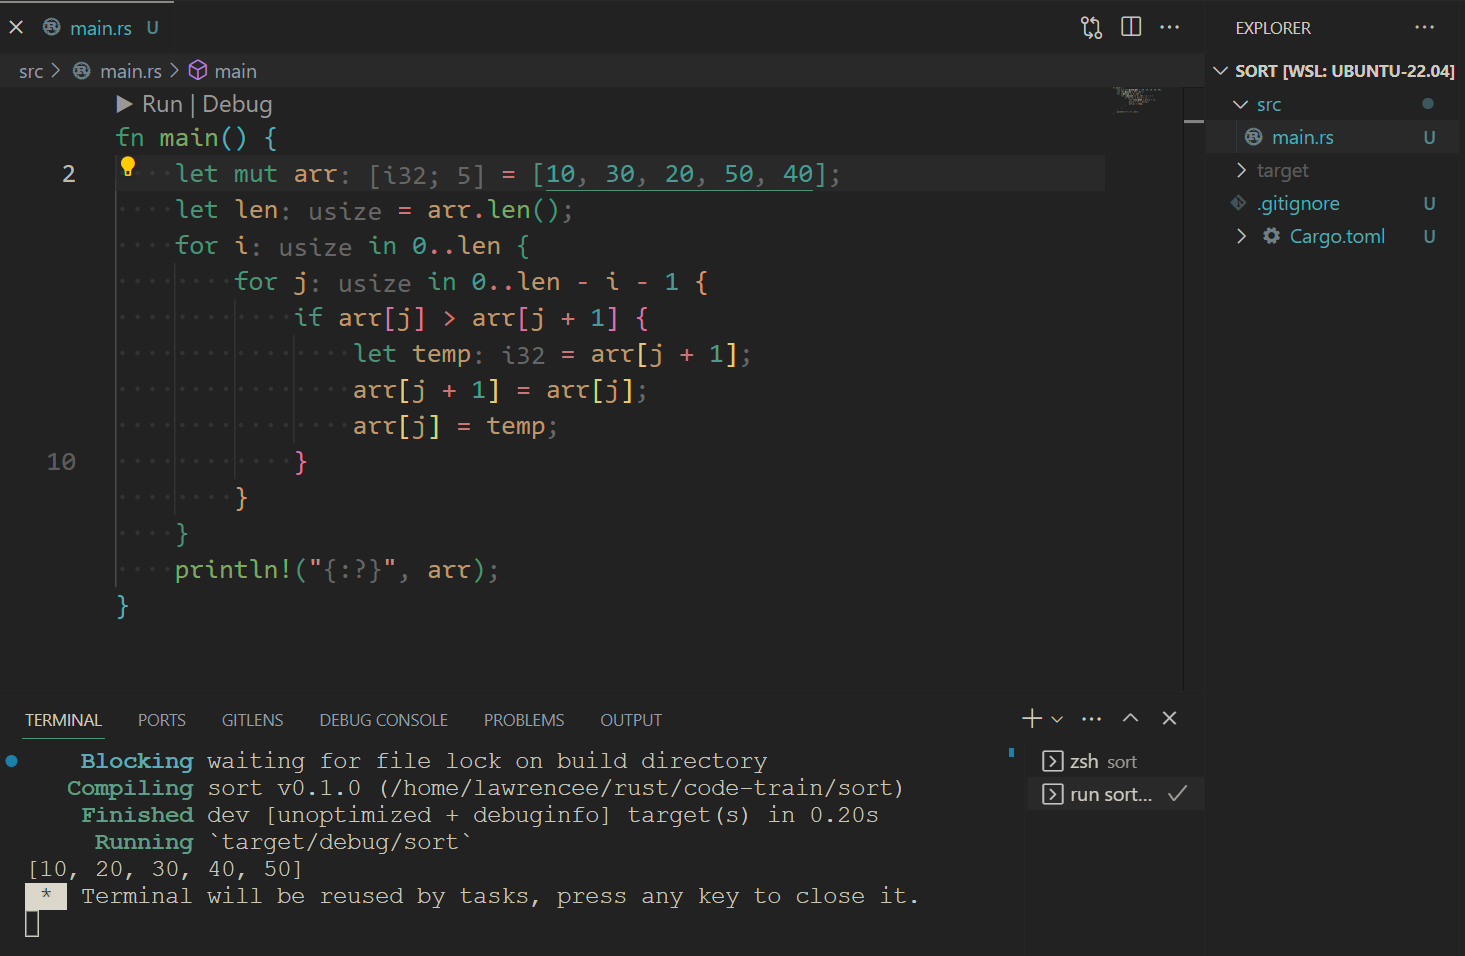 main.rs U
src > main.rs > main
Run | Debug
fn main() {
2 let mut arr: [i32; 5] = [10, 30, 20, 50, 40];
let len: usize = arr.len();
for i: usize in 0..len {
for j: usize in 0..len - i - 1 {
if arr[j] > arr[j + 1] {
let temp: i32 = arr[j + 1];
arr[j + 1] = arr[j];
arr[j] = temp;
10 }
}
}
println!("{:?}", arr);
}
EXPLORER
SORT [WSL: UBUNTU-22.04]
src
main.rs U
target
.gitignore U
Cargo.toml U
TERMINAL PORTS GITLENS DEBUG CONSOLE PROBLEMS OUTPUT
Blocking waiting for file lock on build directory
Compiling sort v0.1.0 (/home/lawrencee/rust/code-train/sort)
Finished dev [unoptimized + debuginfo] target(s) in 0.20s
Running `target/debug/sort`
[10, 20, 30, 40, 50]
* Terminal will be reused by tasks, press any key to close it.
zsh sort
run sort...